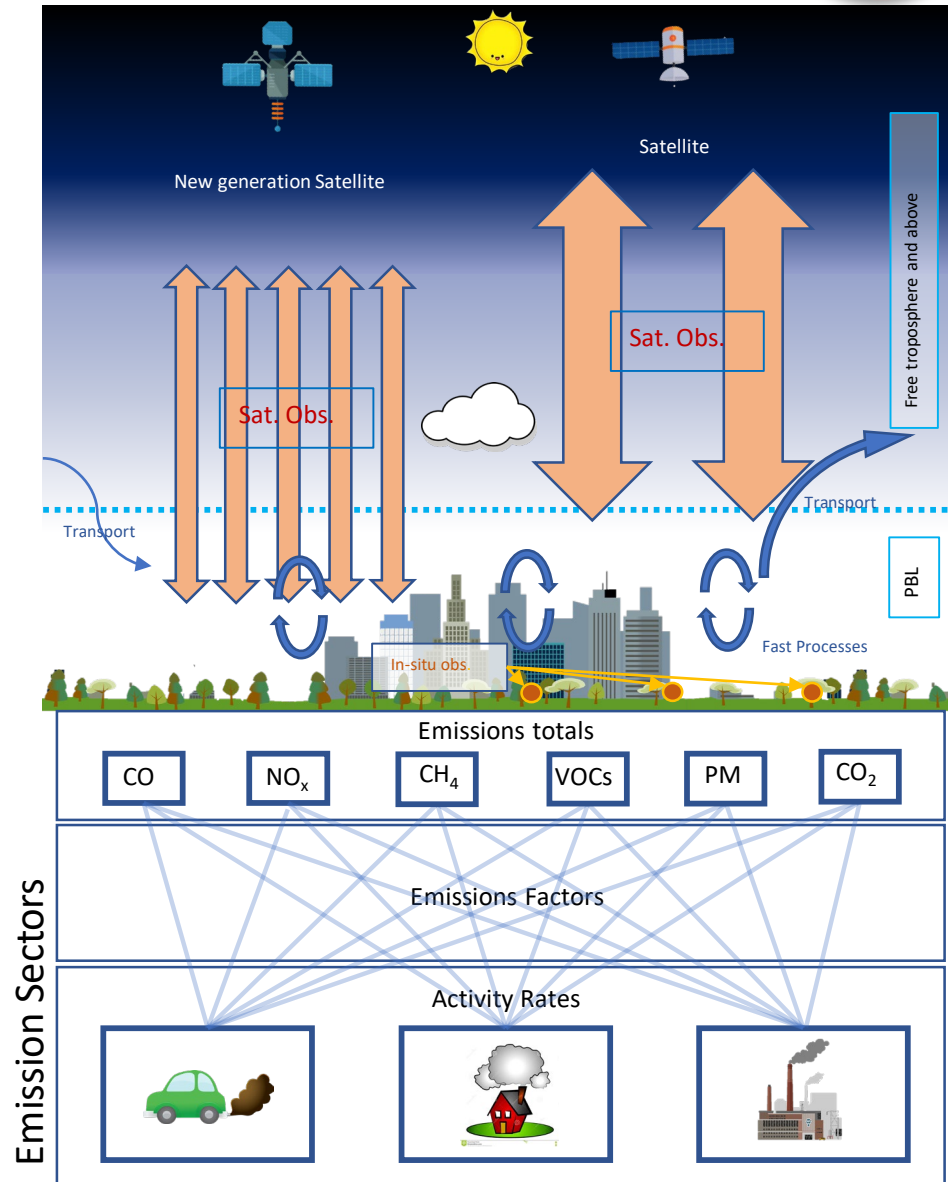 Satellite
New generation Satellite
Free troposphere and above
Sat. Obs.
Sat. Obs.
Transport
Transport
PBL
Fast Processes
In-situ obs.
Emissions totals
CO
NOₓ
CH₄
VOCs
PM
CO₂
Emissions Factors
Emission Sectors
Activity Rates